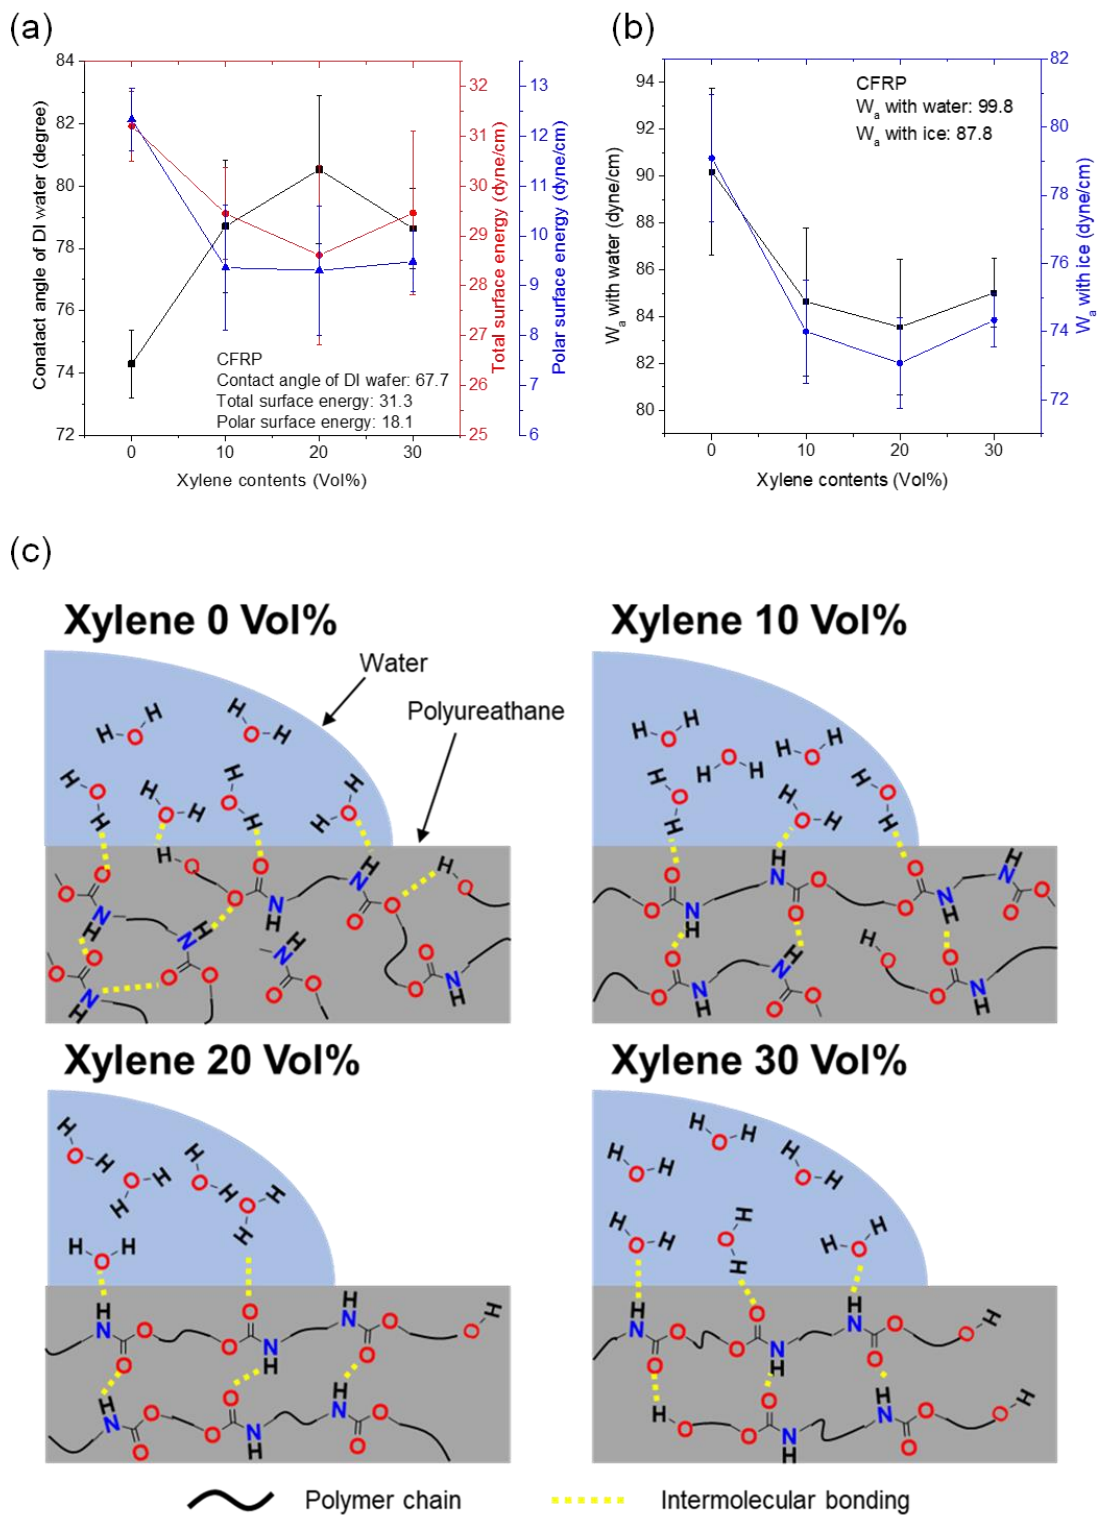 (a)
84
82
80
78
76
74
72
Conatact angle of DI water (degree)
0
10
20
30
Xylene contents (Vol%)
32
31
30
29
28
27
26
25
Total surface energy (dyne/cm)
13
12
11
10
9
8
7
6
Polar surface energy (dyne/cm)
CFRP
Contact angle of DI wafer: 67.7
Total surface energy: 31.3
Polar surface energy: 18.1
(b)
94
92
90
88
86
84
82
80
Wa with water (dyne/cm)
0
10
20
30
Xylene contents (Vol%)
82
80
78
76
74
72
Wa with ice (dyne/cm)
CFRP
Wa with water: 99.8
Wa with ice: 87.8
(c)
Xylene 0 Vol%
Water
Polyureathane
Xylene 10 Vol%
Xylene 20 Vol%
Xylene 30 Vol%
Polymer chain
Intermolecular bonding